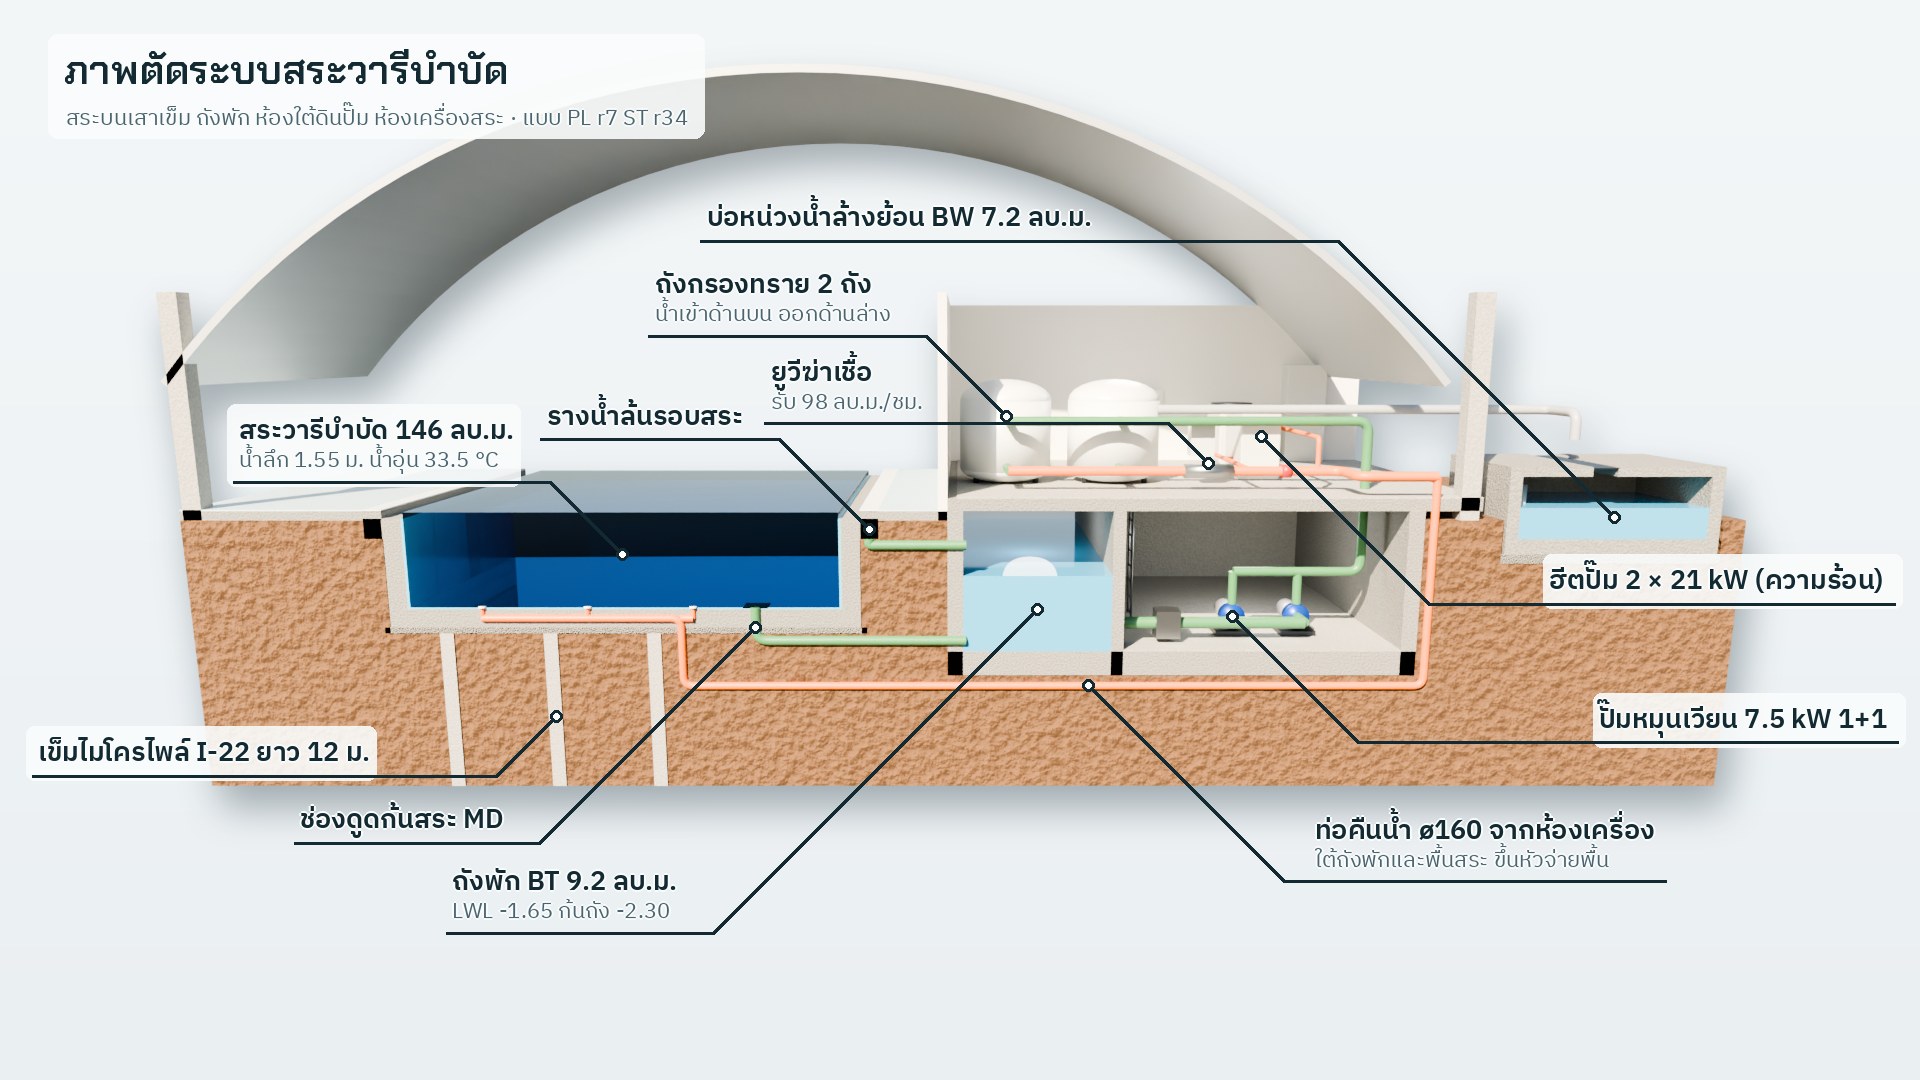 ภาพตัดระบบสระวารีบำบัด
สระบนเสาเข็ม ถังพัก ห้องใต้ดินปั๊ม ห้องเครื่องสระ · แบบ PL r7 ST r34
บ่อหน่วงน้ำล้างย้อน BW 7.2 ลบ.ม.
ถังกรองทราย 2 ถัง
น้ำเข้าด้านบน ออกด้านล่าง
ยูวีฆ่าเชื้อ
รับ 98 ลบ.ม./ชม.
รางน้ำล้นรอบสระ
สระวารีบำบัด 146 ลบ.ม.
น้ำลึก 1.55 ม. น้ำอุ่น 33.5 °C
ฮีตปั๊ม 2 × 21 kW (ความร้อน)
ปั๊มหมุนเวียน 7.5 kW 1+1
เข็มไมโครไพล์ I-22 ยาว 12 ม.
ช่องดูดก้นสระ MD
ท่อคืนน้ำ ø160 จากห้องเครื่อง
ใต้ถังพักและพื้นสระ ขึ้นหัวจ่ายพื้น
ถังพัก BT 9.2 ลบ.ม.
LWL -1.65 ก้นถัง -2.30